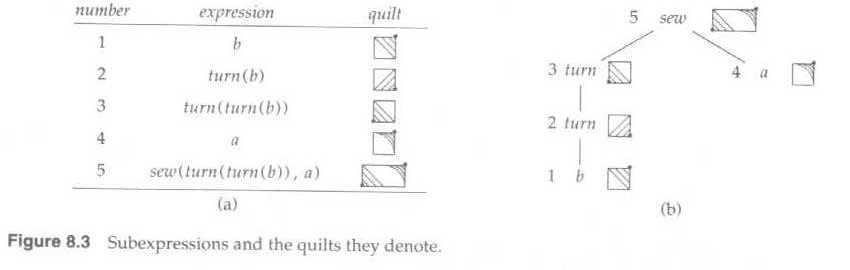 number expression quilt
1 b
2 turn(b)
3 turn(turn(b))
4 a
5 sew(turn(turn(b)), a)
(a)
5 sew
3 turn
4 a
2 turn
1 b
(b)
Figure 8.3 Subexpressions and the quilts they denote.